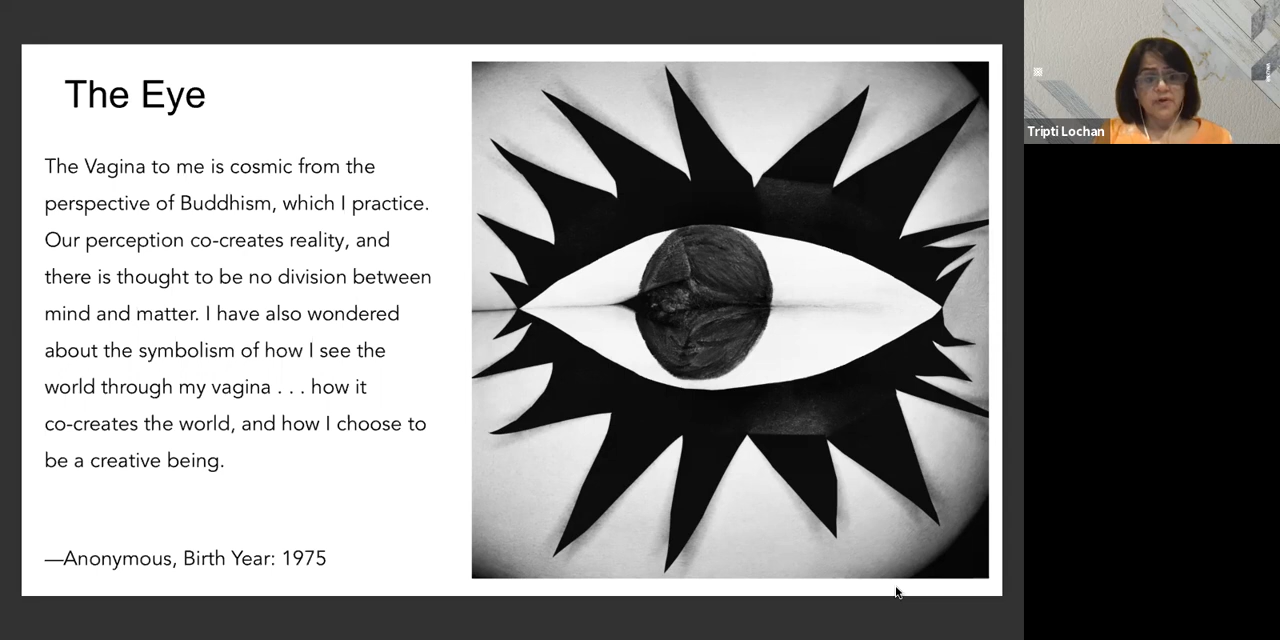 The Eye
The Vagina to me is cosmic from the
perspective of Buddhism, which I practice.
Our perception co-creates reality, and
there is thought to be no division between
mind and matter. I have also wondered
about the symbolism of how I see the
world through my vagina . . . how it
co-creates the world, and how I choose to
be a creative being.
—Anonymous, Birth Year: 1975
Tripti Lochan